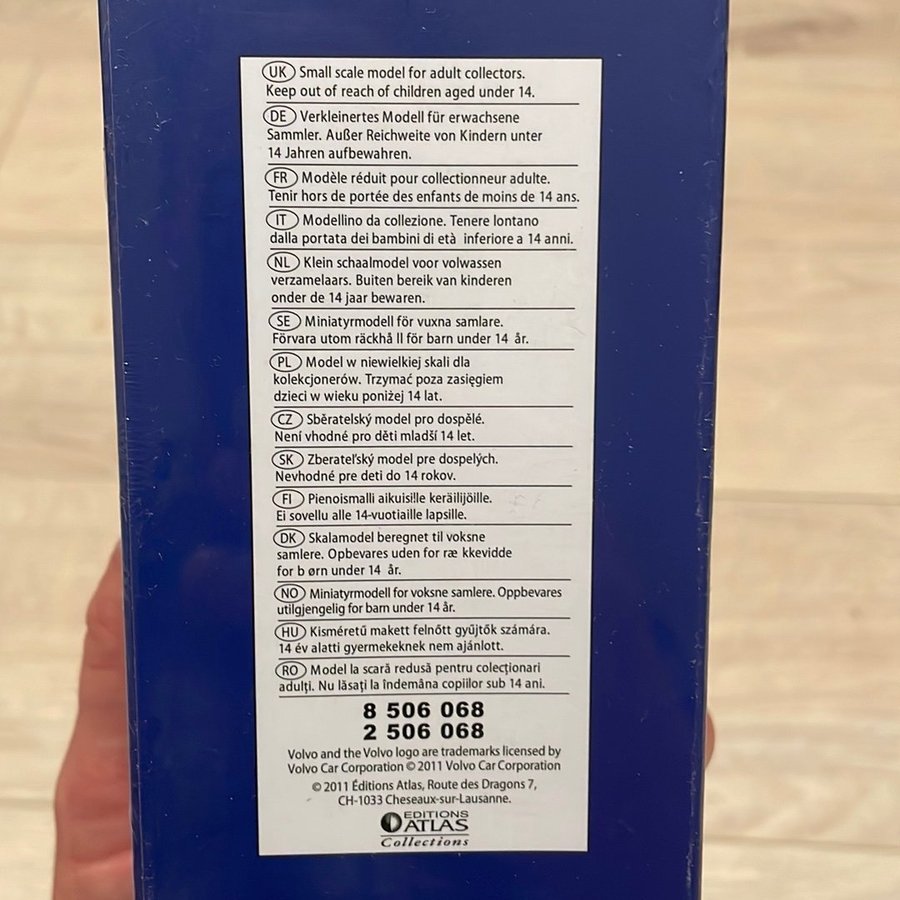 UK Small scale model for adult collectors.
Keep out of reach of children aged under 14.
DE Verkleinertes Modell für erwachsene
Sammler. Außer Reichweite von Kindern unter
14 Jahren aufbewahren.
FR Modèle réduit pour collectionneur adulte.
Tenir hors de portée des enfants de moins de 14 ans.
IT Modellino da collezione. Tenere lontano
dalla portata dei bambini di età inferiore a 14 anni.
NL Klein schaalmodel voor volwassen
verzamelaars. Buiten bereik van kinderen
onder de 14 jaar bewaren.
SE Miniatyrmodell för vuxna samlare.
Förvara utom räckhå ll för barn under 14 år.
PL Model w niewielkiej skali dla
kolekcjonerów. Trzymać poza zasięgiem
dzieci w wieku poniżej 14 lat.
CZ Sběratelský model pro dospělé.
Není vhodné pro děti mladší 14 let.
SK Zberateľský model pre dospelých.
Nevhodné pre deti do 14 rokov.
FI Pienoismalli aikuisille keräilijöille.
Ei sovellu alle 14-vuotiaille lapsille.
DK Skalamodel beregnet til voksne
samlere. Opbevares uden for ræ kkevidde
for b ørn under 14 år.
NO Miniatyrmodell for voksne samlere. Oppbevares
utilgjengelig for barn under 14 år.
HU Kisméretű makett felnőtt gyűjtők számára.
14 év alatti gyermekeknek nem ajánlott.
RO Model la scară redusă pentru colecționari
adulți. Nu lăsați la îndemâna copiilor sub 14 ani.
8 506 068
2 506 068
Volvo and the Volvo logo are trademarks licensed by
Volvo Car Corporation © 2011 Volvo Car Corporation
© 2011 Éditions Atlas, Route des Dragons 7,
CH-1033 Cheseaux-sur-Lausanne.
EDITIONS
ATLAS
Collections